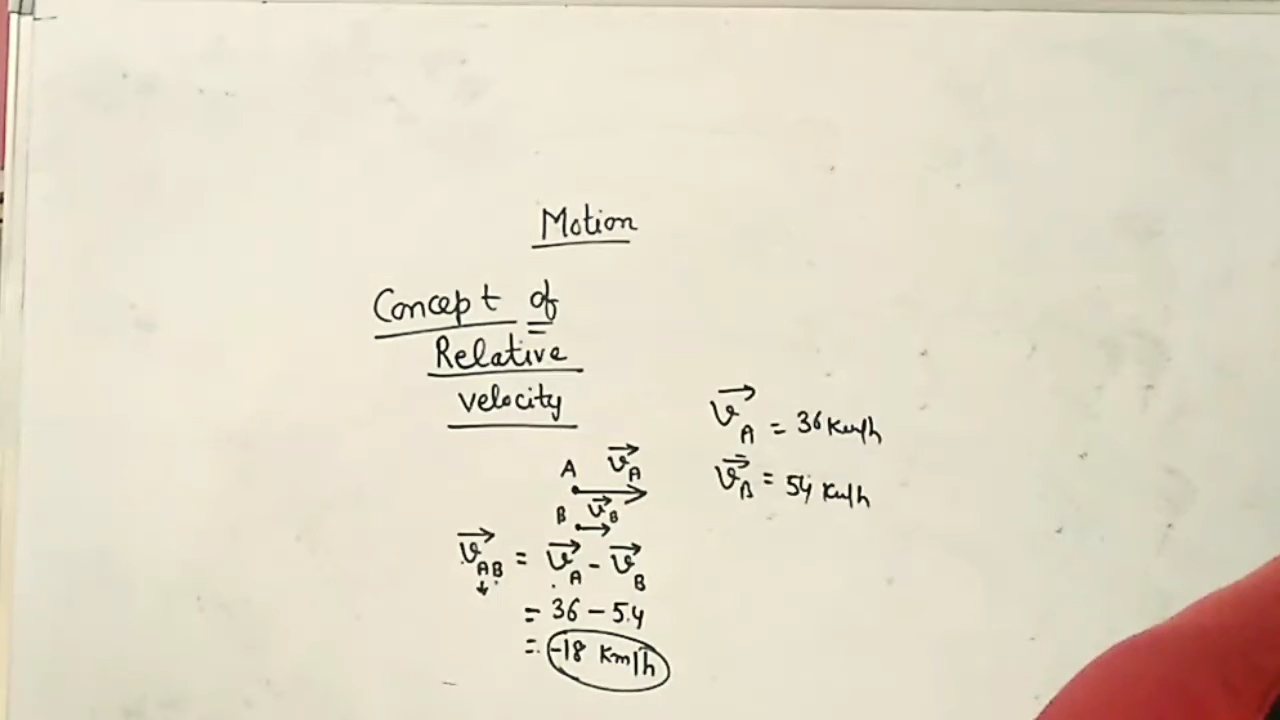 Motion
Concept of
Relative
velocity
v⃗A = 36 Km/h
v⃗B = 54 Km/h
A v⃗A
B v⃗B
v⃗AB = v⃗A - v⃗B
= 36 - 54
= -18 Km/h